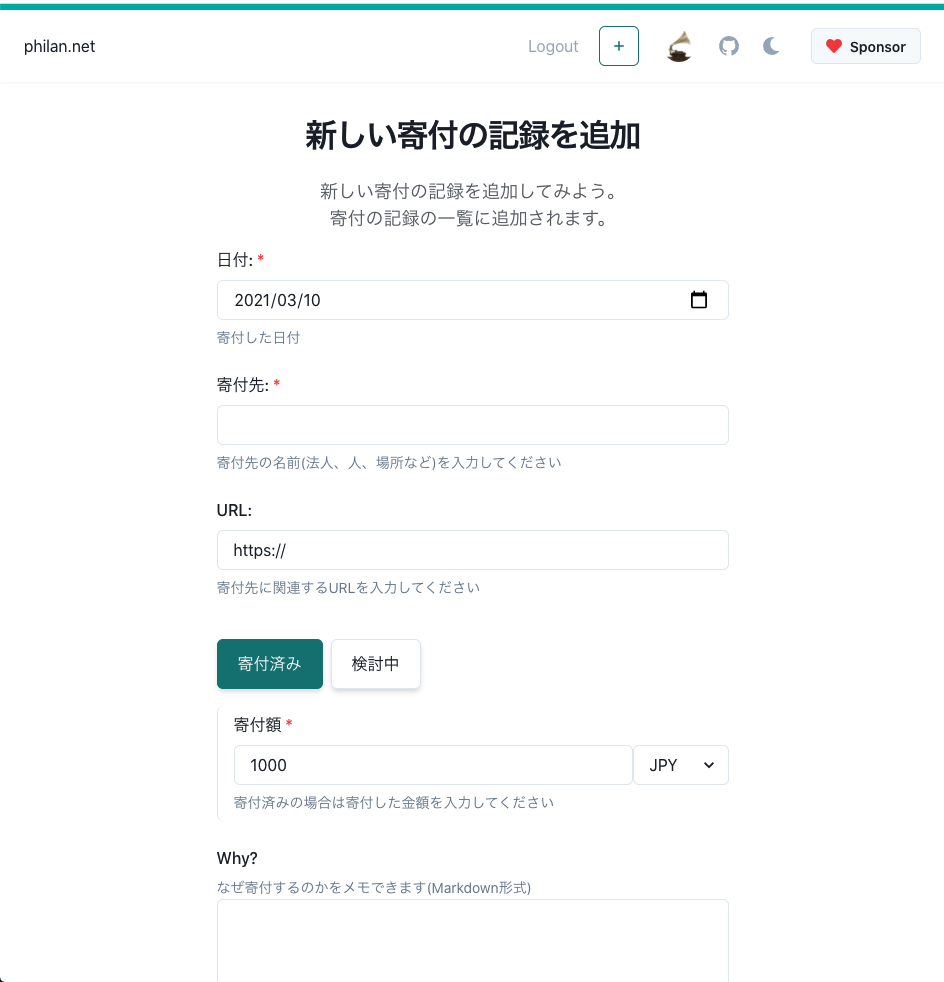 philan.net
Logout
+
Sponsor
新しい寄付の記録を追加
新しい寄付の記録を追加してみよう。
寄付の記録の一覧に追加されます。
日付: *
2021/03/10
寄付した日付
寄付先: *
寄付先の名前(法人、人、場所など)を入力してください
URL:
https://
寄付先に関連するURLを入力してください
寄付済み
検討中
寄付額 *
1000
JPY
寄付済みの場合は寄付した金額を入力してください
Why?
なぜ寄付するのかをメモできます(Markdown形式)